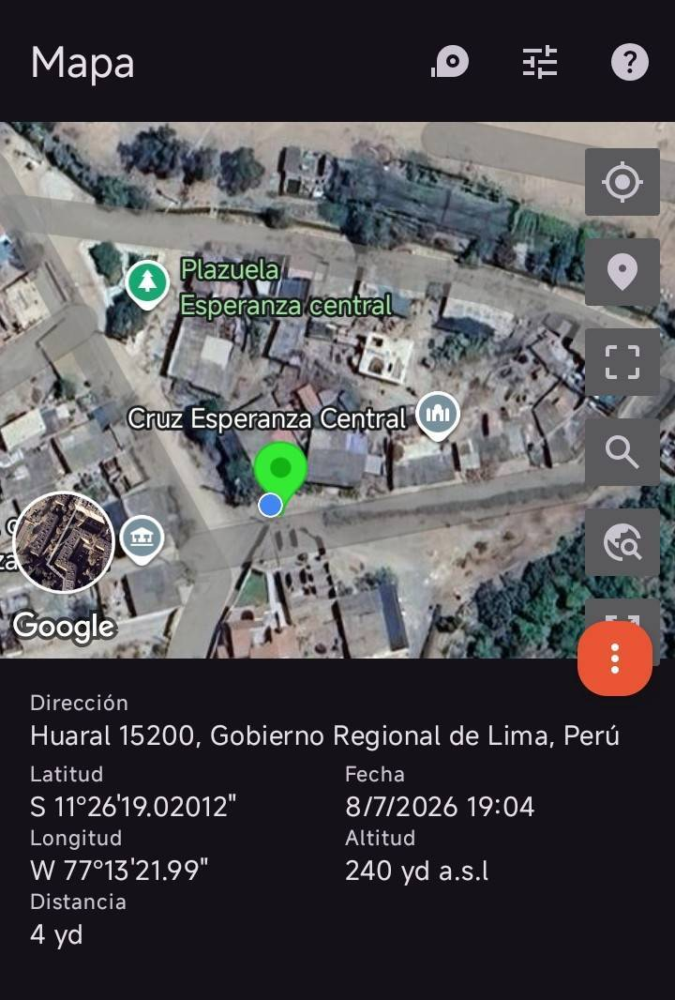 Mapa
Plazuela
Esperanza central
Cruz Esperanza Central
Google
Dirección
Huaral 15200, Gobierno Regional de Lima, Perú
Latitud
Fecha
S 11°26'19.02012"
8/7/2026 19:04
Longitud
Altitud
W 77°13'21.99"
240 yd a.s.l
Distancia
4 yd